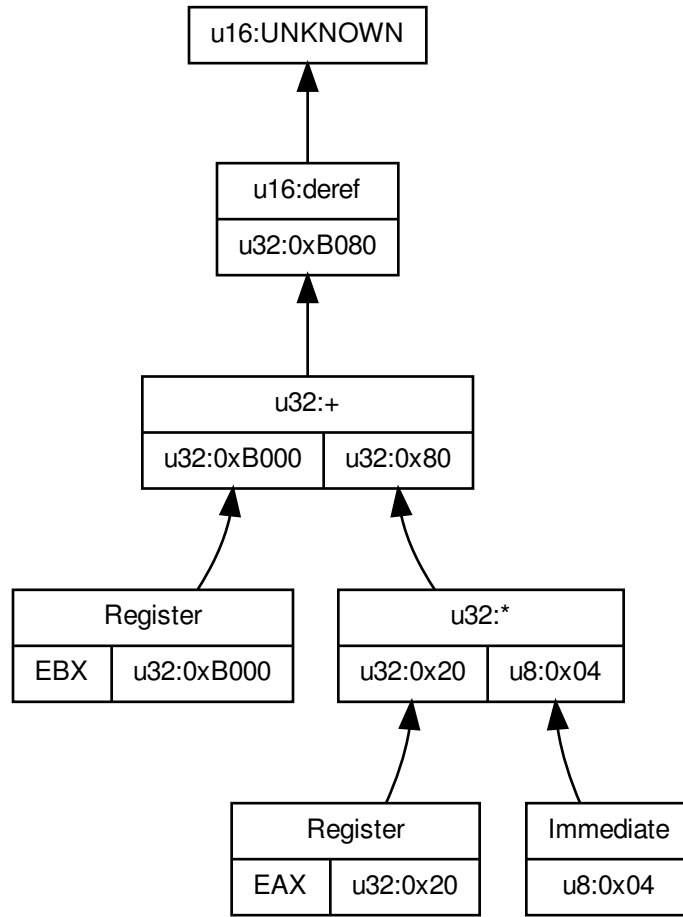 u16:UNKNOWN
u16:deref
u32:0xB080
u32:+
u32:0xB000 u32:0x80
Register
EBX u32:0xB000
u32:*
u32:0x20 u8:0x04
Register
EAX u32:0x20
Immediate
u8:0x04